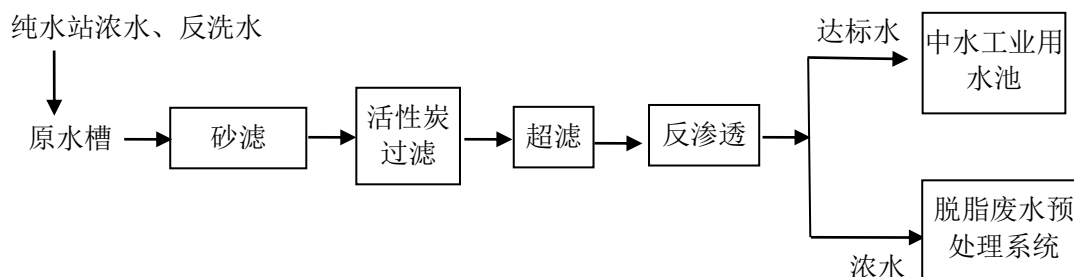 纯水站浓水、反洗水
原水槽
砂滤
活性炭
过滤
超滤
反渗透
达标水
中水工业用
水池
浓水
脱脂废水预
处理系统